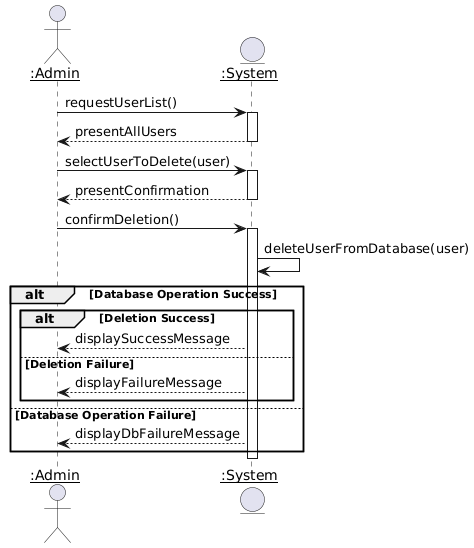 :Admin
:System
requestUserList()
presentAllUsers
selectUserToDelete(user)
presentConfirmation
confirmDeletion()
deleteUserFromDatabase(user)
alt [Database Operation Success]
alt [Deletion Success]
displaySuccessMessage
[Deletion Failure]
displayFailureMessage
[Database Operation Failure]
displayDbFailureMessage
:Admin
:System